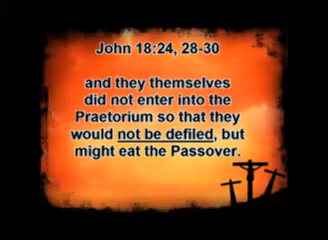 John 18:24, 28-30
and they themselves
did not enter into the
Praetorium so that they
would not be defiled, but
might eat the Passover.